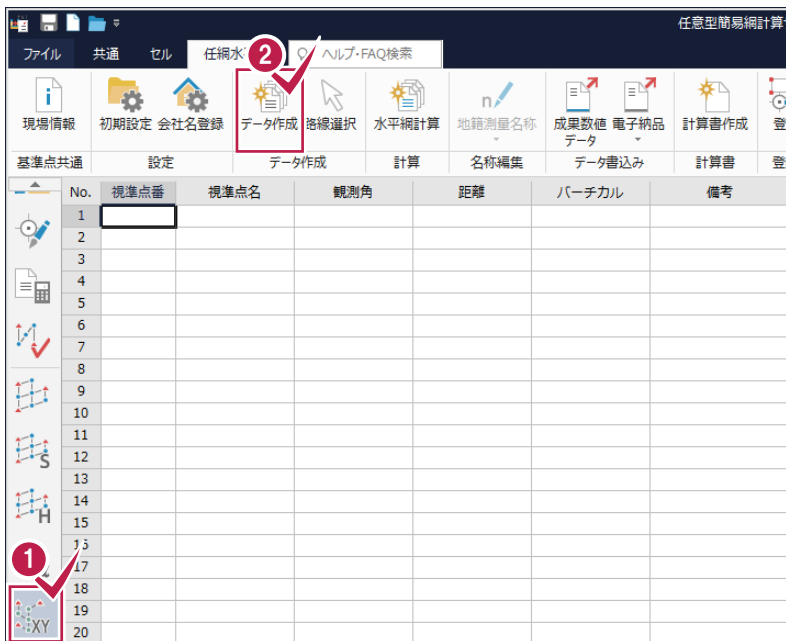 任意型簡易網計算
ファイル 共通 セル 任網水 ヘルプ・FAQ検索
2
i n
現場情報 初期設定 会社名登録 データ作成 路線選択 水平網計算 地籍測量名称 成果数値データ 電子納品 計算書作成 登
基準点共通 設定 データ作成 計算 名称編集 データ書込み 計算書 登
No. 視準点番 視準点名 観測角 距離 バーチカル 備考
1
2
3
4
5
6
7
8
9
10
11
S 12
13
14
H 15
1 16
17
18
19
XY 20